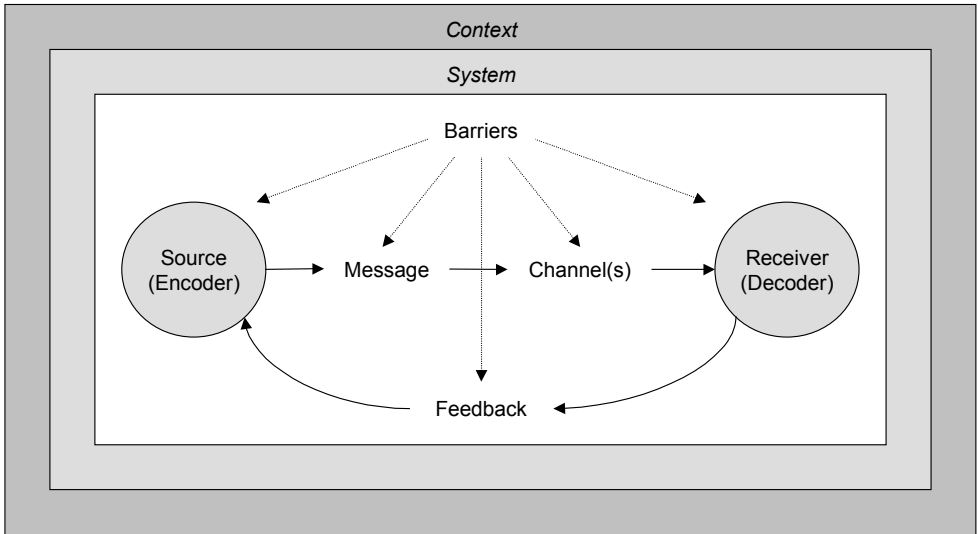 Context
System
Barriers
Source
(Encoder)
Message
Channel(s)
Receiver
(Decoder)
Feedback